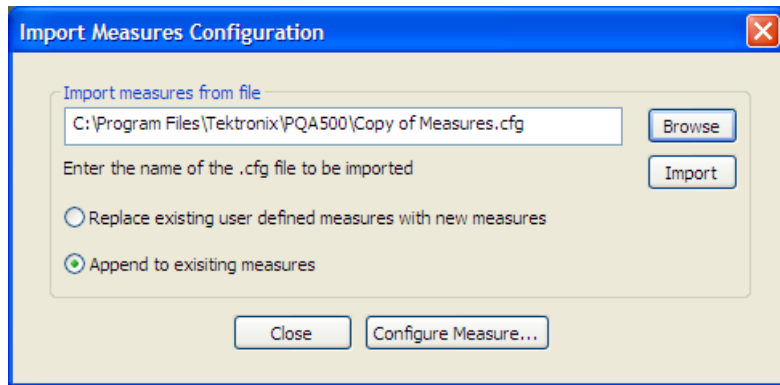 Import Measures Configuration
Import measures from file
C:\Program Files\Tektronix\PQA500\Copy of Measures.cfg
Browse
Enter the name of the .cfg file to be imported
Import
Replace existing user defined measures with new measures
Append to exisiting measures
Close
Configure Measure...